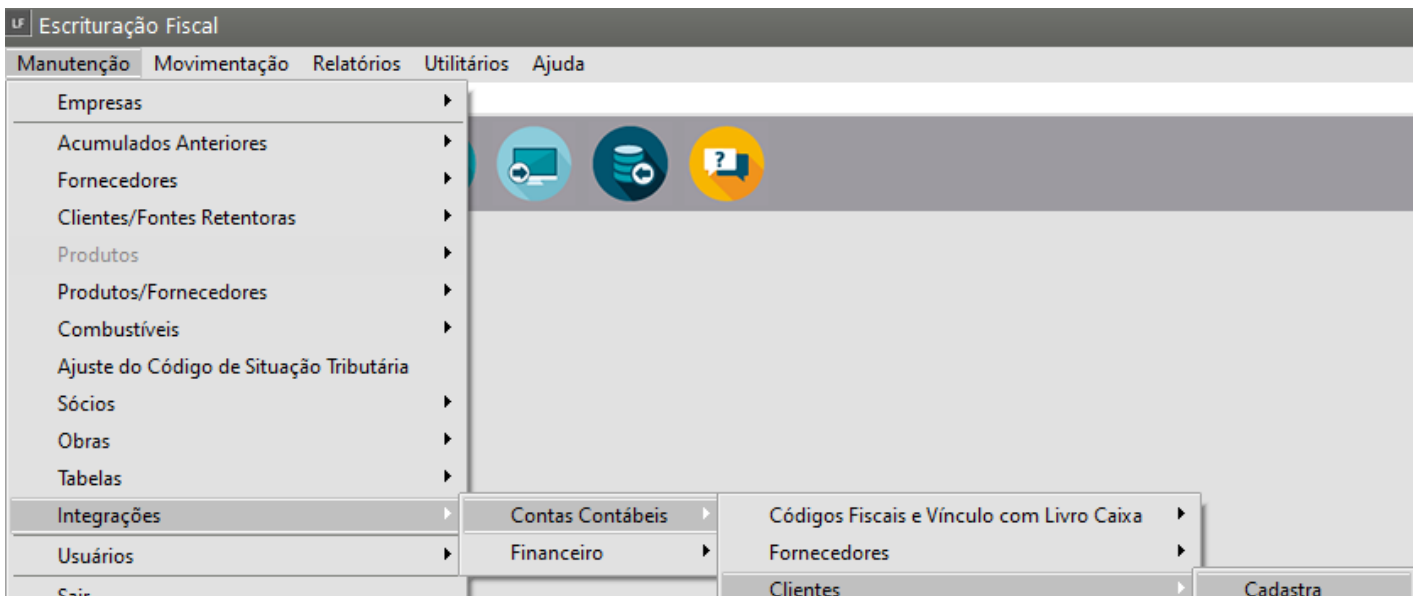 LF Escrituração Fiscal
Manutenção Movimentação Relatórios Utilitários Ajuda
Empresas
Acumulados Anteriores
?
Fornecedores
Clientes/Fontes Retentoras
Produtos
Produtos/Fornecedores
Combustíveis
Ajuste do Código de Situação Tributária
Sócios
Obras
Tabelas
Integrações Contas Contábeis Códigos Fiscais e Vínculo com Livro Caixa
Usuários Financeiro Fornecedores
Sair Clientes Cadastra